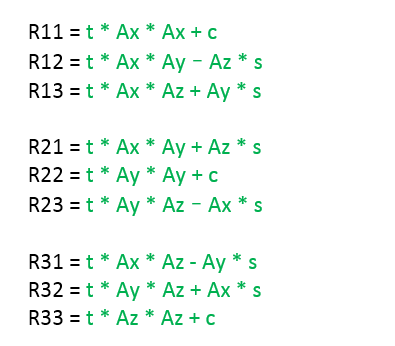 R11 = t * Ax * Ax + c
R12 = t * Ax * Ay − Az * s
R13 = t * Ax * Az + Ay * s
R21 = t * Ax * Ay + Az * s
R22 = t * Ay * Ay + c
R23 = t * Ay * Az − Ax * s
R31 = t * Ax * Az - Ay * s
R32 = t * Ay * Az + Ax * s
R33 = t * Az * Az + c